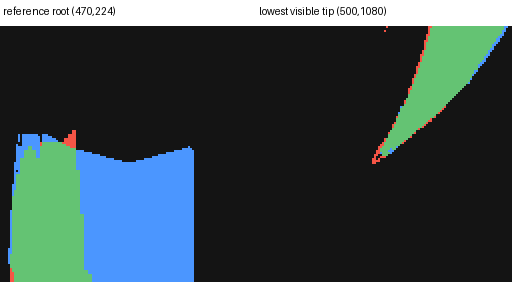 reference root (470,224)
lowest visible tip (500,1080)